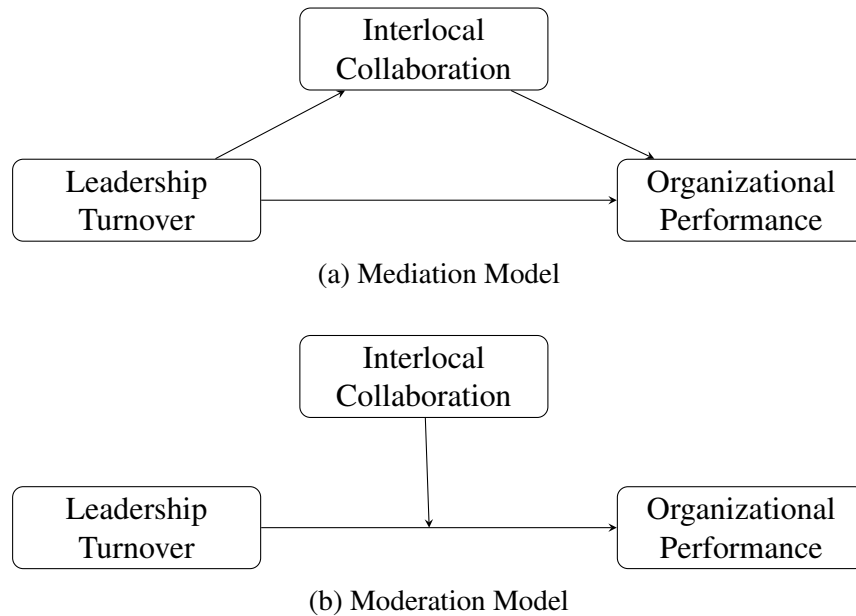 Interlocal
Collaboration
Leadership
Turnover
Organizational
Performance
(a) Mediation Model
Interlocal
Collaboration
Leadership
Turnover
Organizational
Performance
(b) Moderation Model